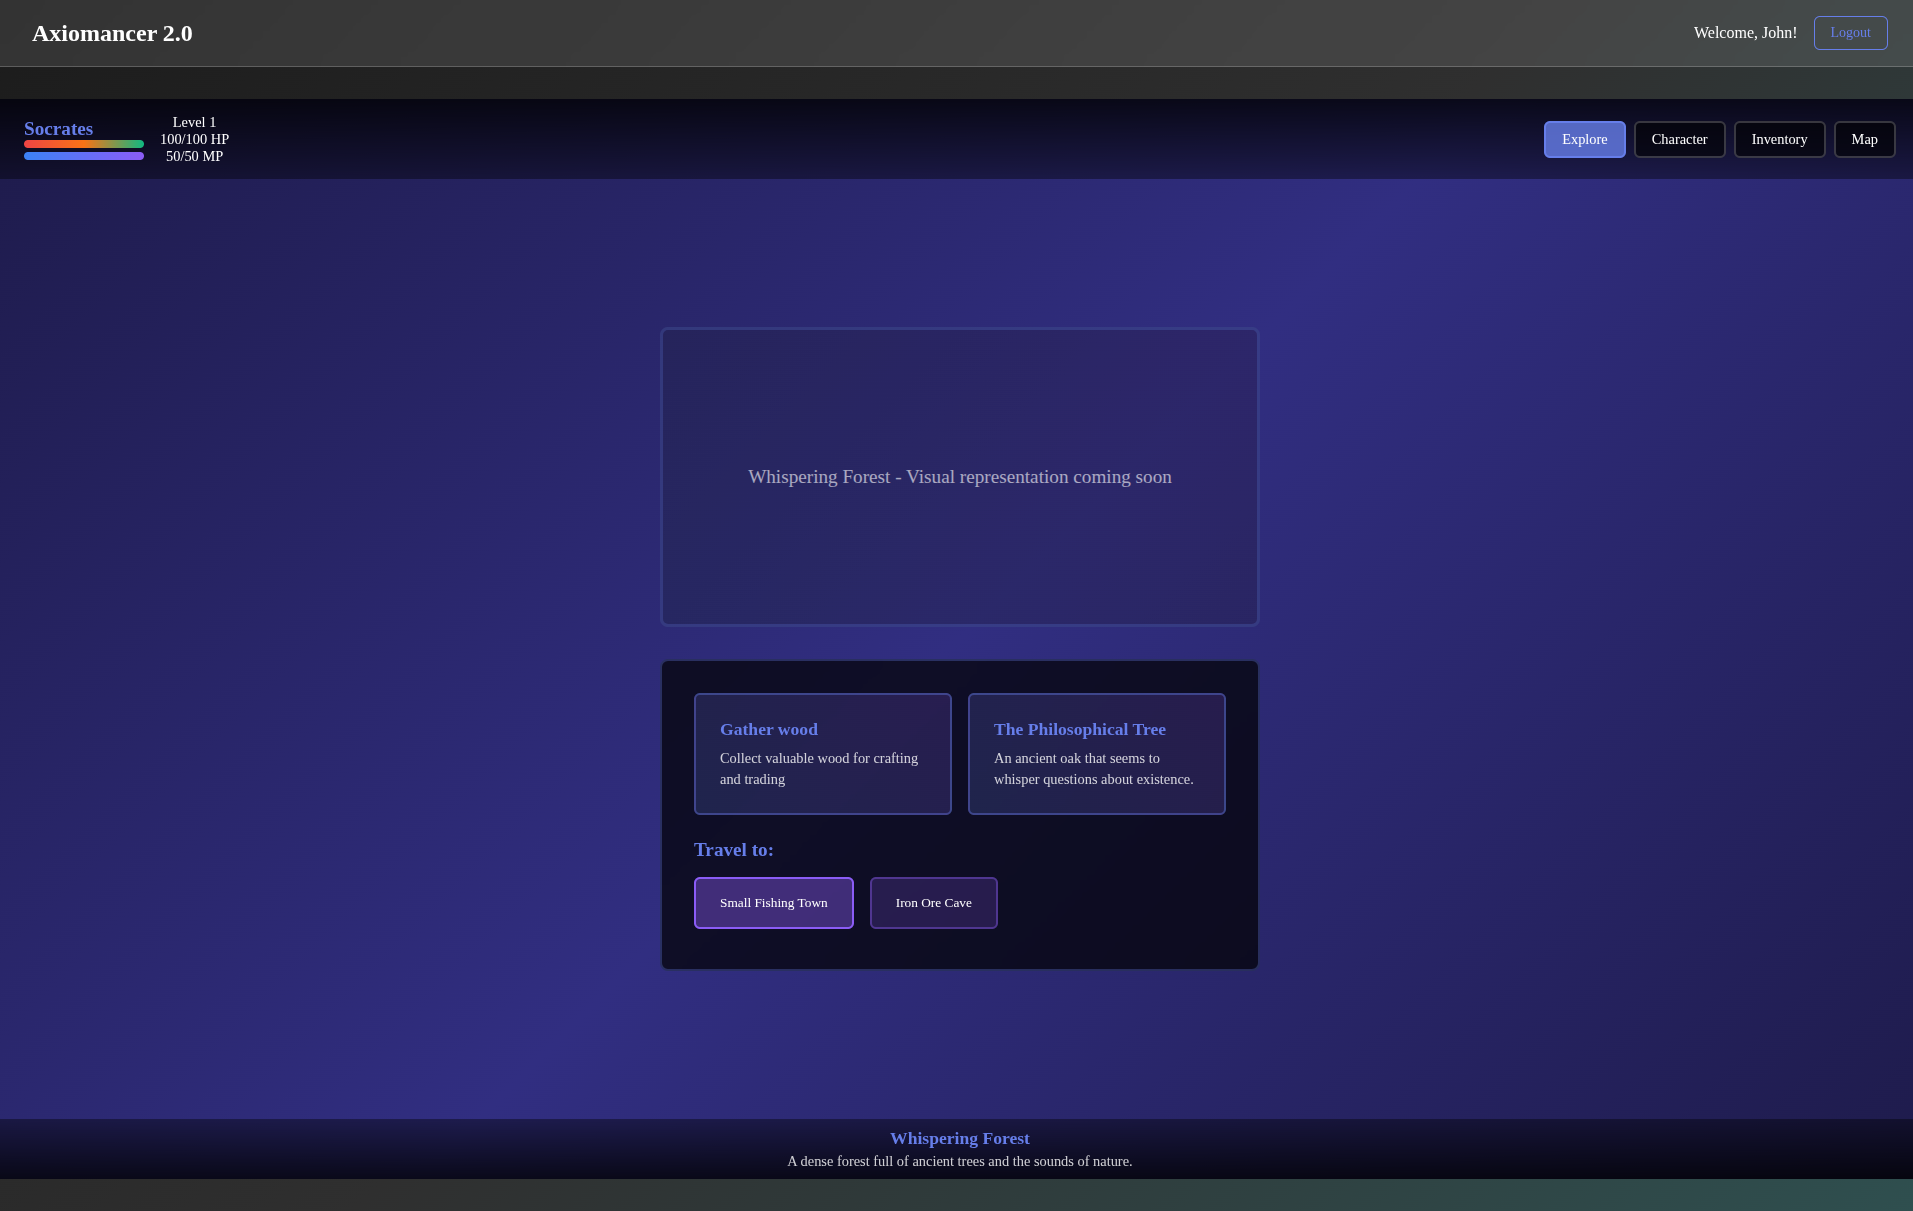 Axiomancer 2.0
Welcome, John!
Logout
Socrates
Level 1
100/100 HP
50/50 MP
Explore
Character
Inventory
Map
Whispering Forest - Visual representation coming soon
Gather wood
Collect valuable wood for crafting
and trading
The Philosophical Tree
An ancient oak that seems to
whisper questions about existence.
Travel to:
Small Fishing Town
Iron Ore Cave
Whispering Forest
A dense forest full of ancient trees and the sounds of nature.